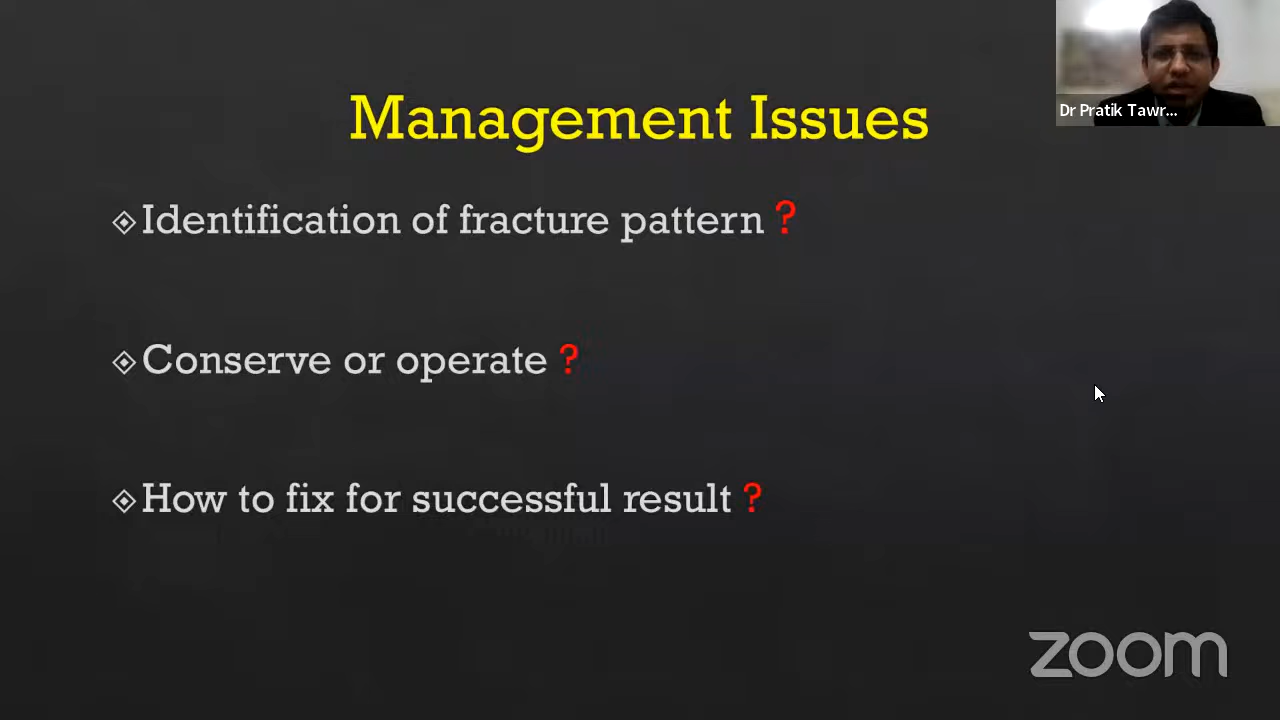 Management Issues
Dr Pratik Tawr...
Identification of fracture pattern ?
Conserve or operate ?
How to fix for successful result ?
zoom